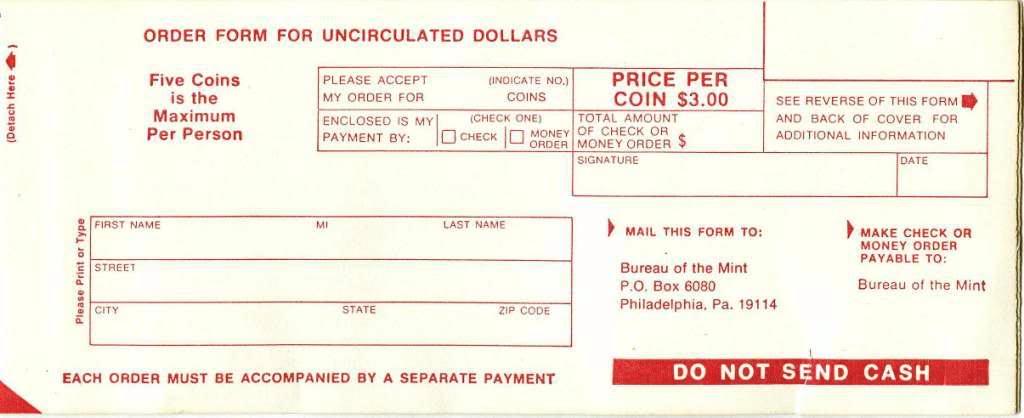 ORDER FORM FOR UNCIRCULATED DOLLARS
(Detach Here )
Five Coins
is the
Maximum
Per Person
PLEASE ACCEPT (INDICATE NO.)
MY ORDER FOR COINS
ENCLOSED IS MY (CHECK ONE)
PAYMENT BY: CHECK MONEY ORDER
PRICE PER
COIN $3.00
TOTAL AMOUNT
OF CHECK OR
MONEY ORDER $
SEE REVERSE OF THIS FORM
AND BACK OF COVER FOR
ADDITIONAL INFORMATION
SIGNATURE DATE
Please Print or Type
FIRST NAME MI LAST NAME
STREET
CITY STATE ZIP CODE
MAIL THIS FORM TO:
Bureau of the Mint
P.O. Box 6080
Philadelphia, Pa. 19114
MAKE CHECK OR
MONEY ORDER
PAYABLE TO:
Bureau of the Mint
EACH ORDER MUST BE ACCOMPANIED BY A SEPARATE PAYMENT
DO NOT SEND CASH